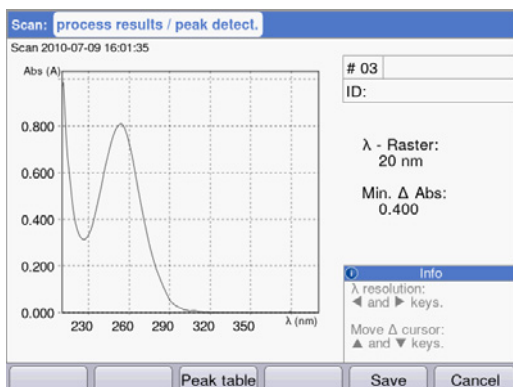 Scan: process results / peak detect.
Scan 2010-07-09 16:01:35
Abs (A)
0.800
0.600
0.400
0.200
0.000
230 260 290 320 350 λ (nm)
# 03
ID:
λ - Raster:
20 nm
Min. Δ Abs:
0.400
i Info
λ resolution:
◀ and ▶ keys.
Move Δ cursor:
▲ and ▼ keys.
Peak table Save Cancel